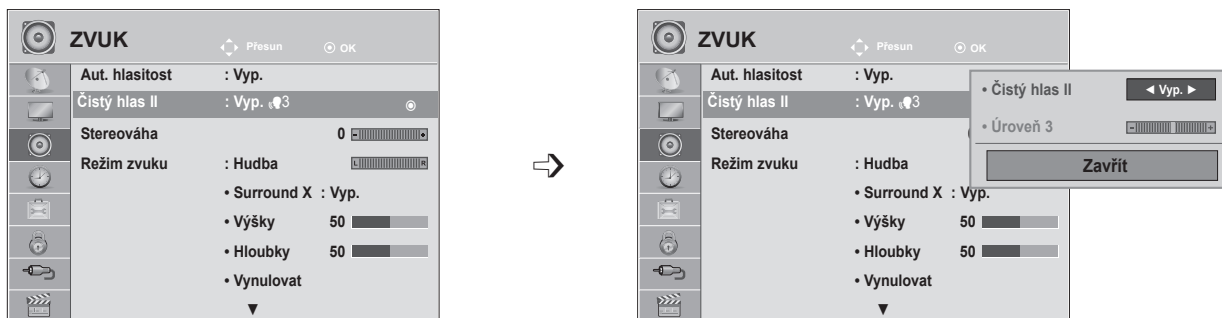 ZVUK
Přesun OK
Aut. hlasitost : Vyp.
Čistý hlas II : Vyp. 3
Stereováha 0 - +
L R
Režim zvuku : Hudba
• Surround X : Vyp.
• Výšky 50
• Hloubky 50
• Vynulovat
▼
ZVUK
Přesun OK
Aut. hlasitost : Vyp.
Čistý hlas II : Vyp. 3
Stereováha
Režim zvuku : Hudba
• Surround X : Vyp.
• Výšky 50
• Hloubky 50
• Vynulovat
▼
• Čistý hlas II ◄ Vyp. ►
• Úroveň 3 - +
Zavřít